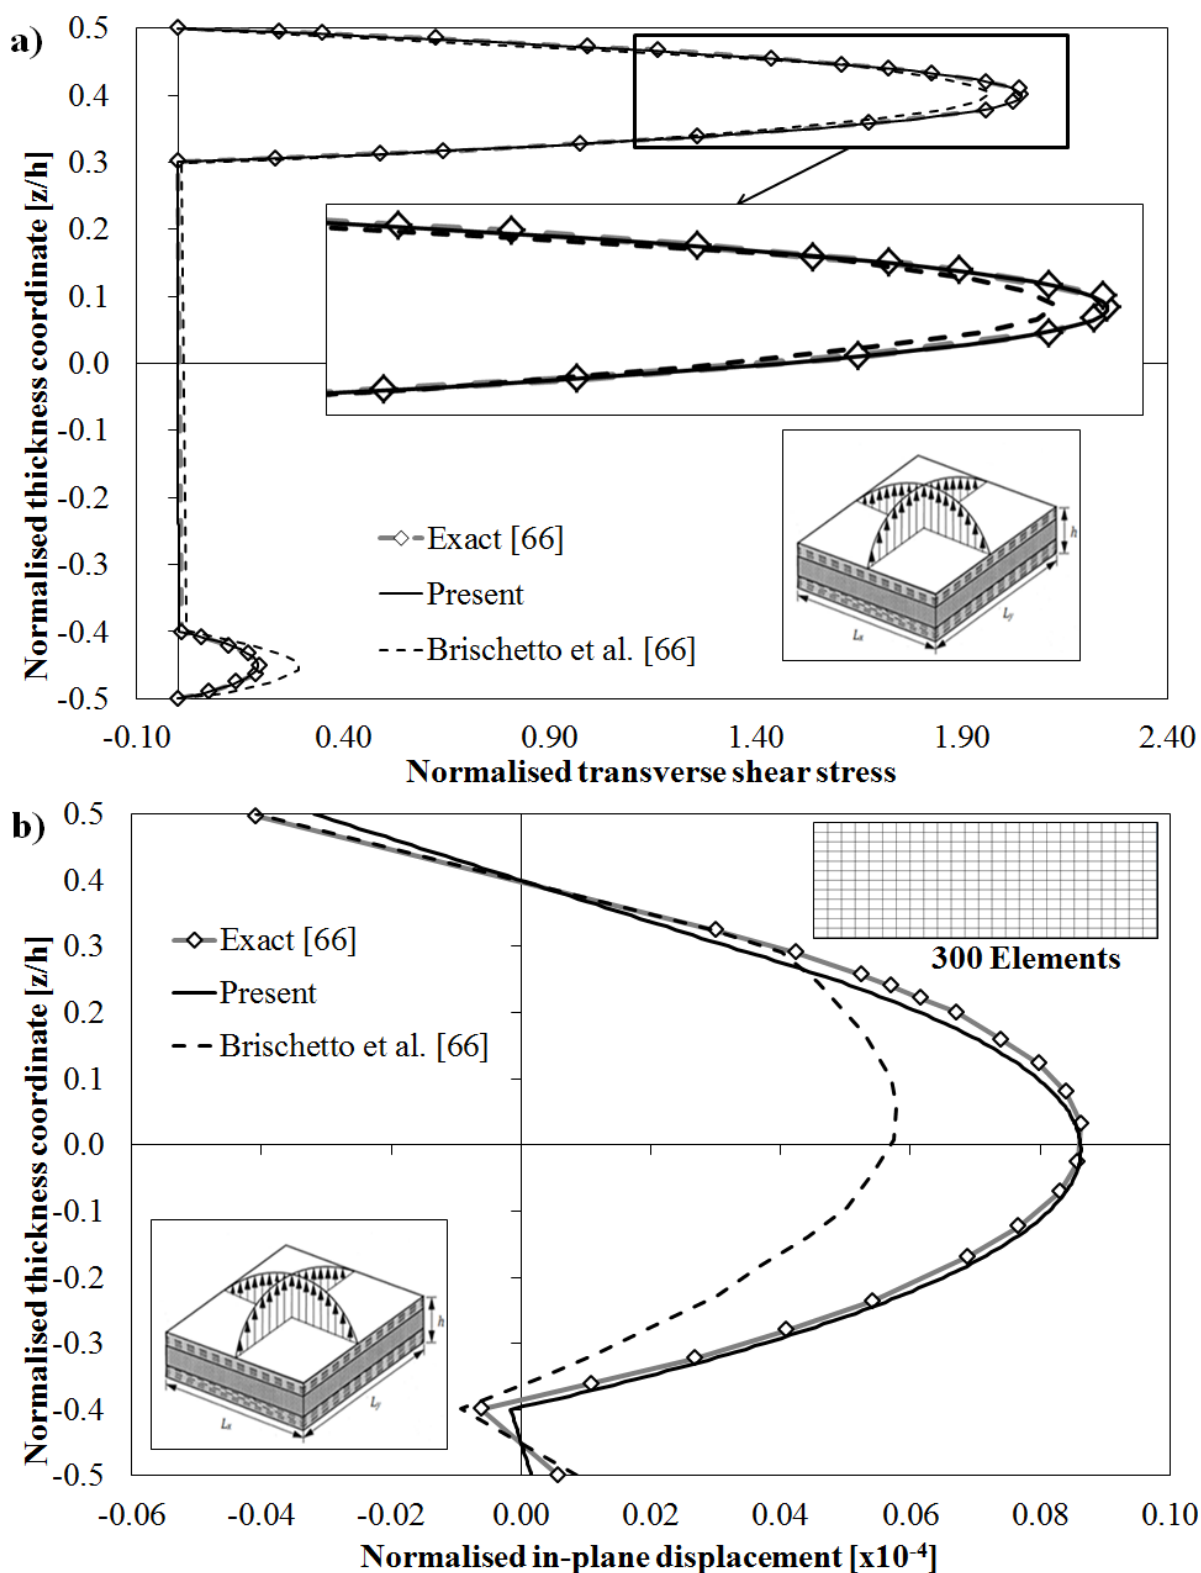 a)
Normalised thickness coordinate [z/h]
0.5
0.4
0.3
0.2
0.1
0.0
-0.1
-0.2
-0.3
-0.4
-0.5
Exact [66]
Present
Brischetto et al. [66]
h
Lx
Ly
-0.10 0.40 0.90 1.40 1.90 2.40
Normalised transverse shear stress
b)
Normalised thickness coordinate [z/h]
0.5
0.4
0.3
0.2
0.1
0.0
-0.1
-0.2
-0.3
-0.4
-0.5
Exact [66]
Present
Brischetto et al. [66]
300 Elements
h
Lx
Ly
-0.06 -0.04 -0.02 0.00 0.02 0.04 0.06 0.08 0.10
Normalised in-plane displacement [x10⁻⁴]